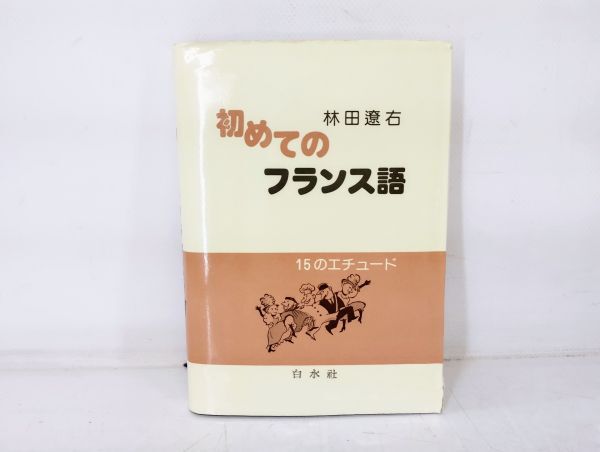 林田遼右
初めての
フランス語
15のエチュード
白水社